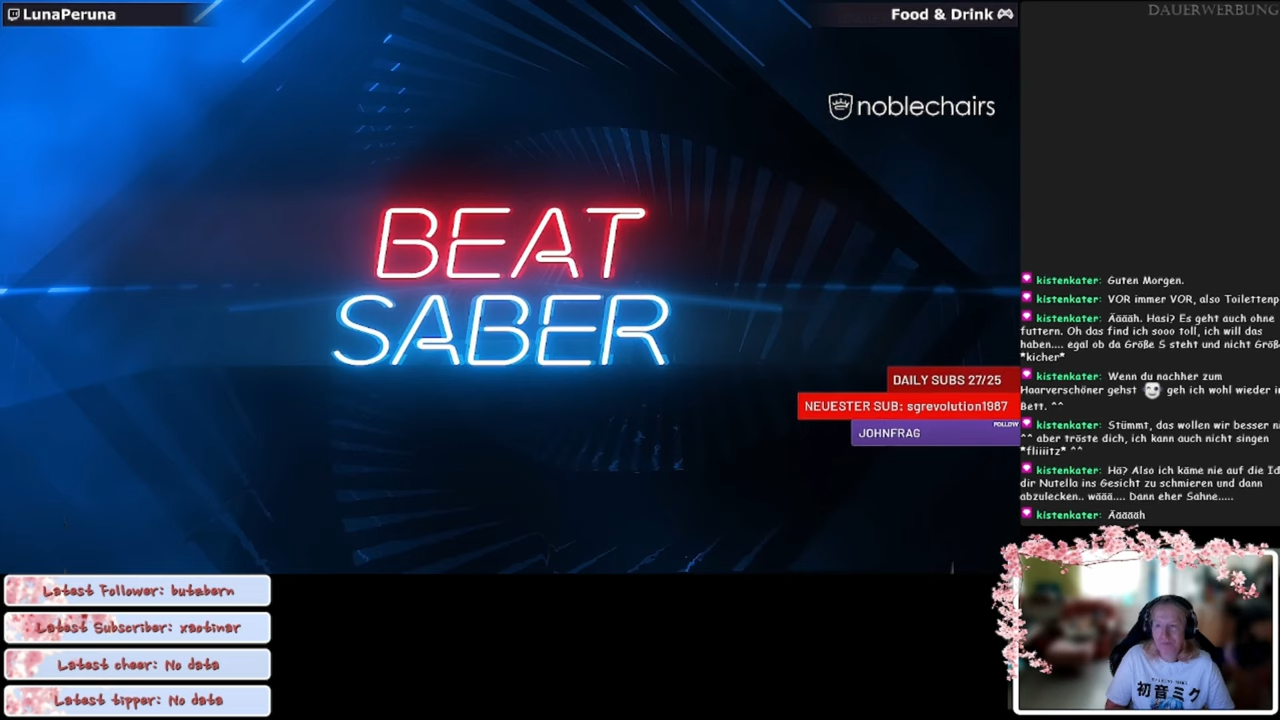 LunaPeruna
Food & Drink
DAUERWERBUNG
noblechairs
BEAT
SABER
DAILY SUBS 27/25
NEUESTER SUB: sgrevolution1987
JOHNFRAG
FOLLOW
kistenkater: Guten Morgen.
kistenkater: VOR immer VOR, also Toilettenp
kistenkater: Ääääh. Hasi? Es geht auch ohne
futtern. Oh das find ich sooo toll, ich will das
haben.... egal ob da Größe S steht und nicht Größ
*kicher*
kistenkater: Wenn du nachher zum
Haarverschöner gehst geh ich wohl wieder in
Bett. ^^
kistenkater: Stümmt, das wollen wir besser n
^^ aber tröste dich, ich kann auch nicht singen
*fliiiitz* ^^
kistenkater: Hä? Also ich käme nie auf die Id
dir Nutella ins Gesicht zu schmieren und dann
abzulecken.. wäää.... Dann eher Sahne.....
kistenkater: Äääääh
Latest Follower: butabern
Latest Subscriber: xaotinar
Latest cheer: No data
Latest tipper: No data
初音ミク